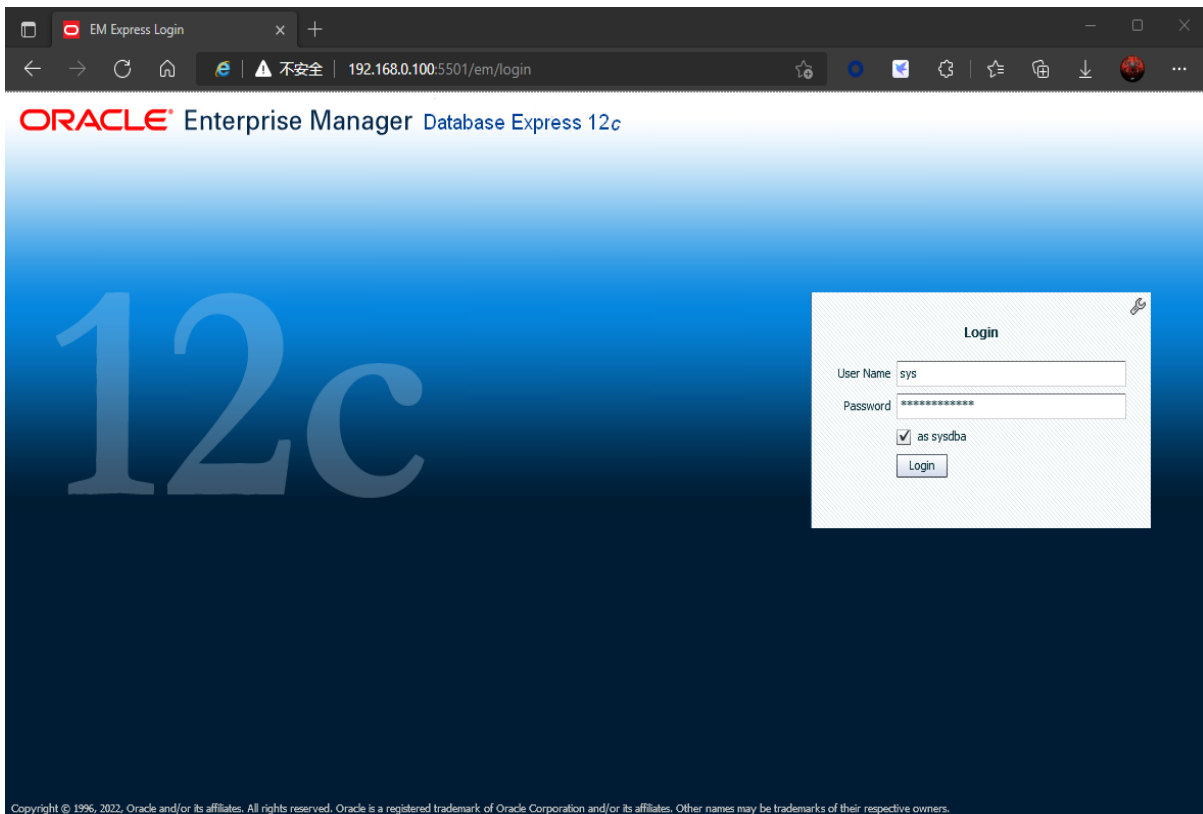 EM Express Login
不安全 192.168.0.100:5501/em/login
ORACLE Enterprise Manager Database Express 12c
12c
Login
User Name sys
Password ************
as sysdba
Login
Copyright © 1996, 2022, Oracle and/or its affiliates. All rights reserved. Oracle is a registered trademark of Oracle Corporation and/or its affiliates. Other names may be trademarks of their respective owners.